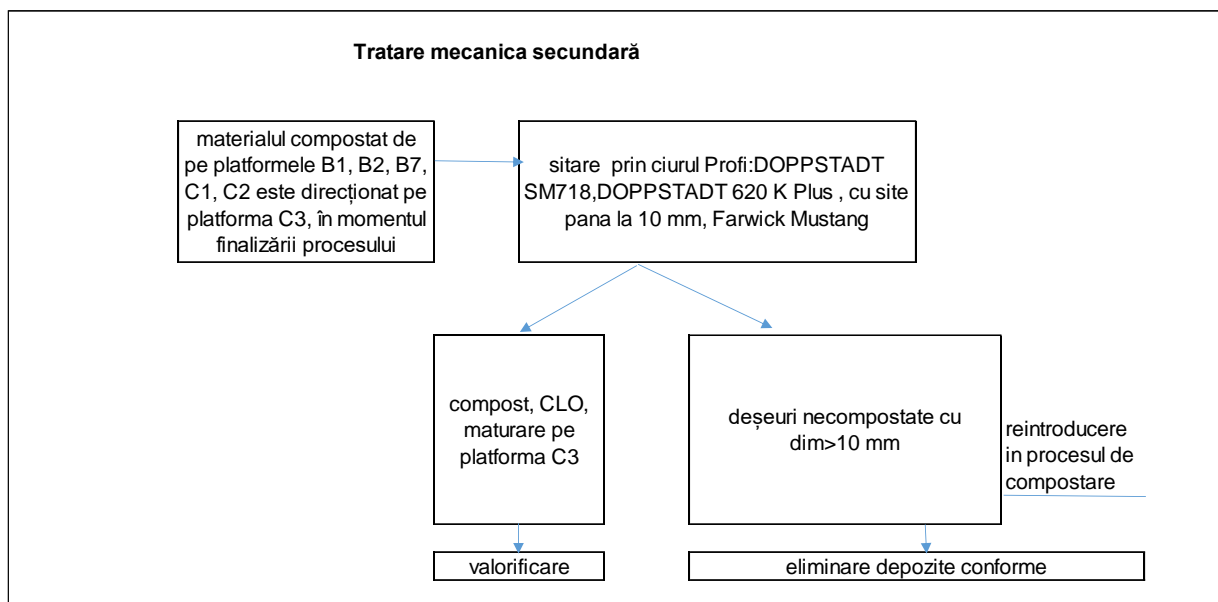 Tratare mecanica secundară
materialul compostat de
pe platformele B1, B2, B7,
C1, C2 este direcționat pe
platforma C3, în momentul
finalizării procesului
sitare prin ciurul Profi:DOPPSTADT
SM718,DOPPSTADT 620 K Plus , cu site
pana la 10 mm, Farwick Mustang
compost, CLO,
maturare pe
platforma C3
deșeuri necompostate cu
dim>10 mm
reintroducere
in procesul de
compostare
valorificare
eliminare depozite conforme